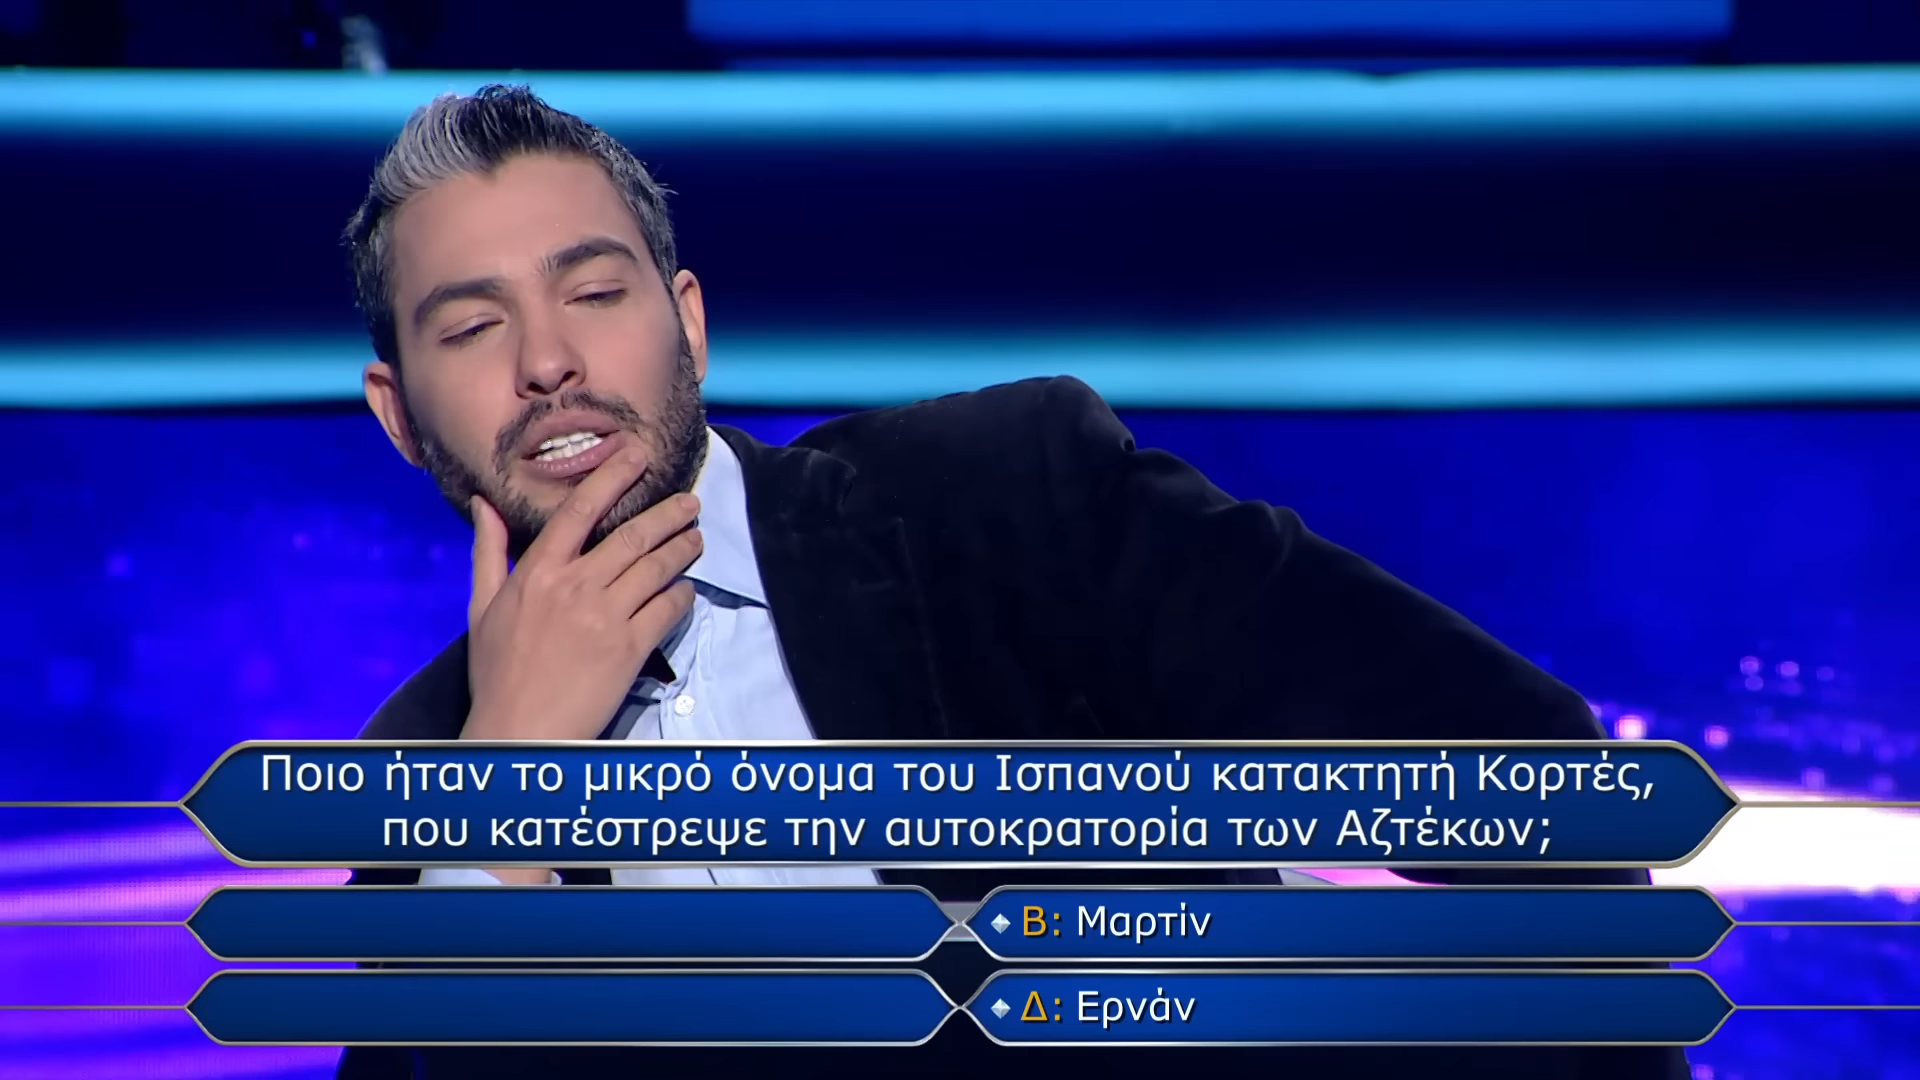 Ποιο ήταν το μικρό όνομα του Ισπανού κατακτητή Κορτές,
που κατέστρεψε την αυτοκρατορία των Αζτέκων;
Β: Μαρτίν
Δ: Ερνάν